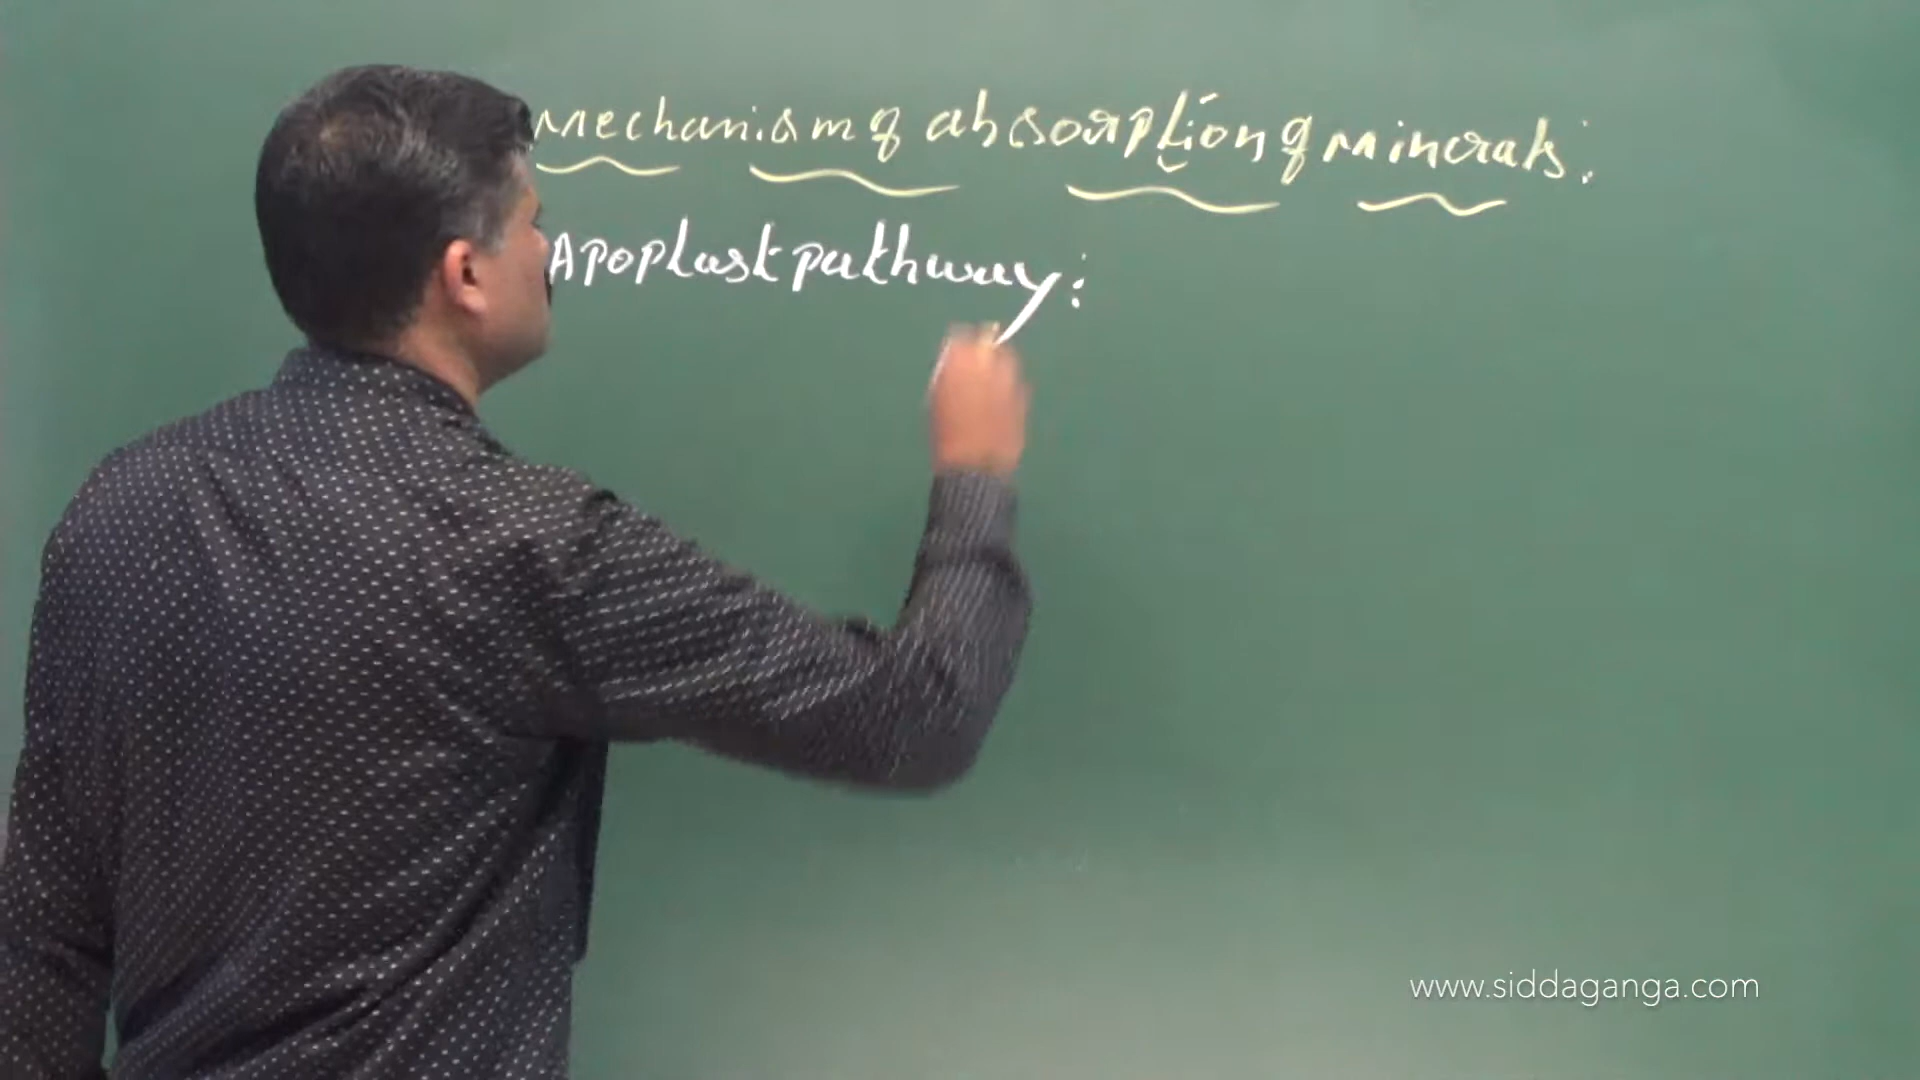 Mechanism of absorption of minerals.
Apoplast pathway:
www.siddaganga.com